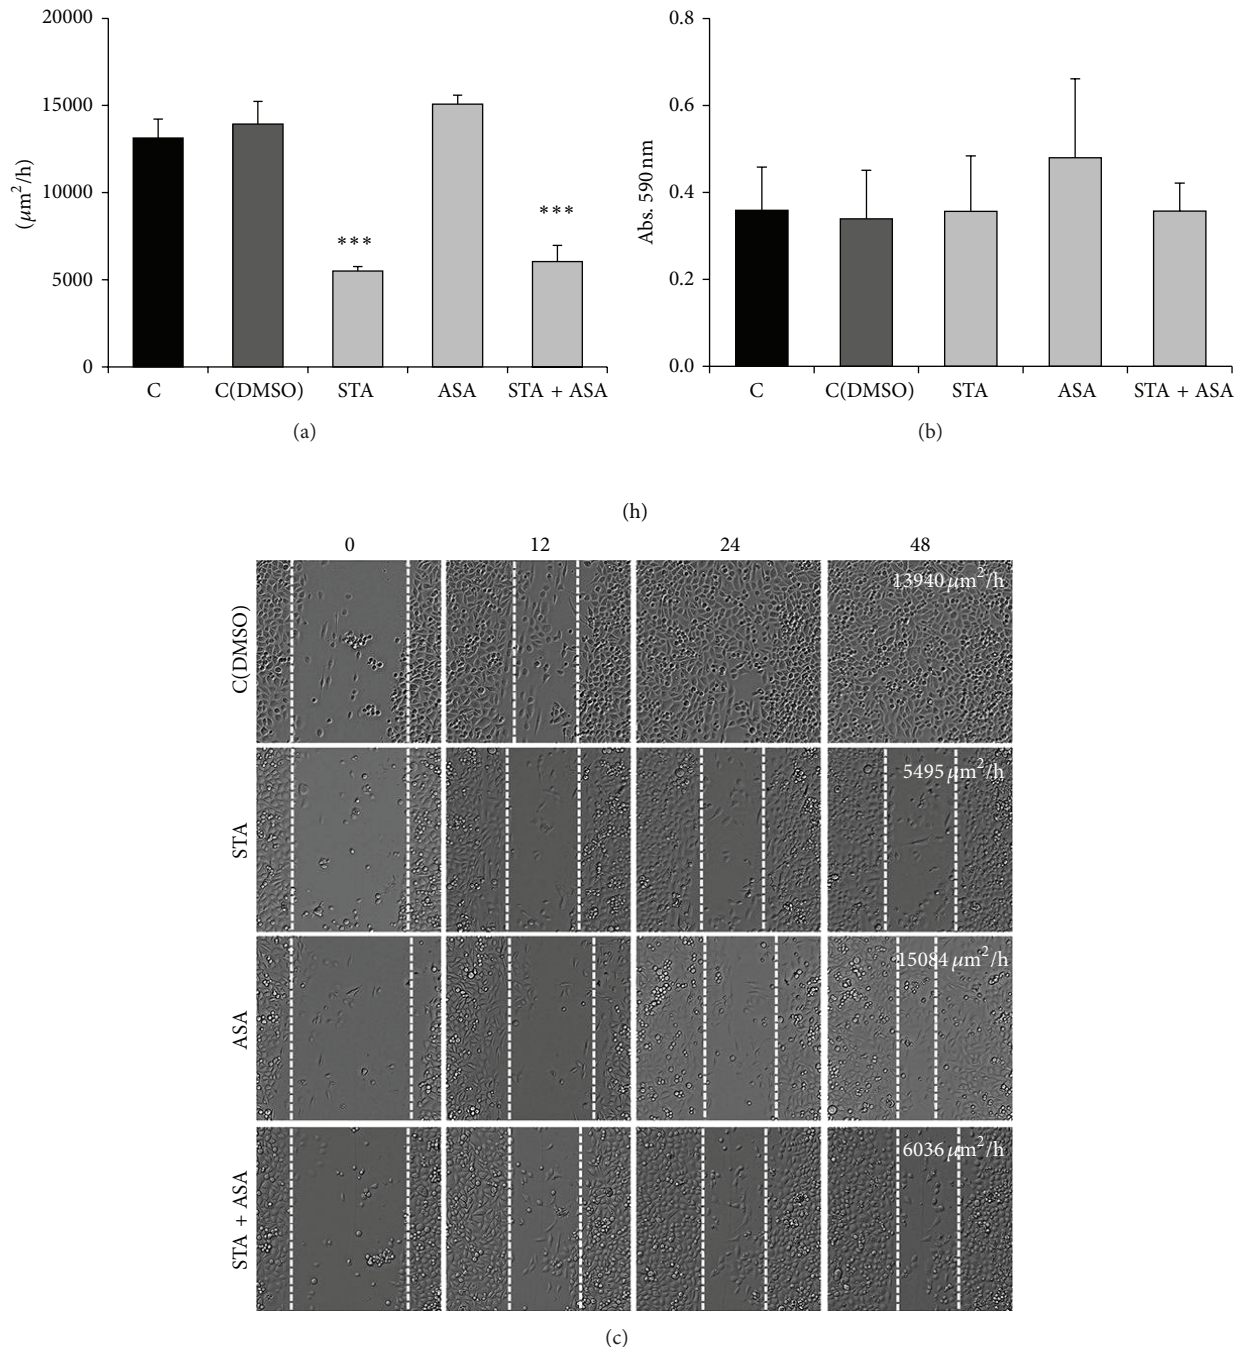 20000
15000
10000
5000
0
(μm²/h)
***
***
C C(DMSO) STA ASA STA + ASA
(a)
0.8
0.6
0.4
0.2
0.0
Abs. 590 nm
C C(DMSO) STA ASA STA + ASA
(b)
(h)
0 12 24 48
C(DMSO)
13940 μm²/h
STA
5495 μm²/h
ASA
15084 μm²/h
STA + ASA
6036 μm²/h
(c)